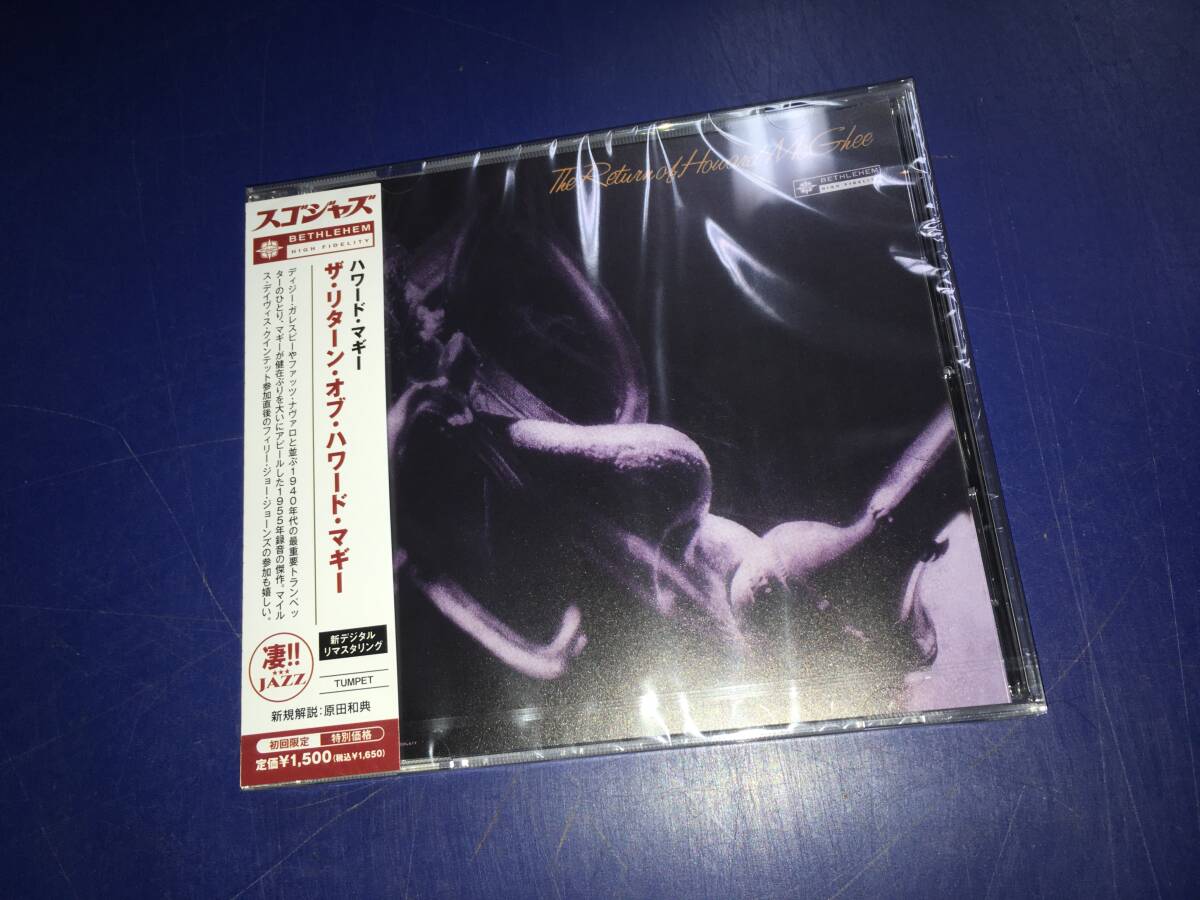 The Return of Howard McGhee
BETHLEHEM
HIGH FIDELITY
スゴジャズ
BETHLEHEM
HIGH FIDELITY
ハワード・マギー
ザ・リターン・オブ・ハワード・マギー
ディジー・ガレスピーやファッツ・ナヴァロと並ぶ1940年代の最重要トランペッ
ターのひとり、マギーが健在ぶりを大いにアピールした1955年録音の傑作。マイル
ス・デイヴィス・クインテット参加直後のフィリー・ジョー・ジョーンズの参加も嬉しい。
凄!!
JAZZ
新デジタル
リマスタリング
TUMPET
新規解説:原田和典
初回限定 特別価格
定価¥1,500(税込¥1,650)